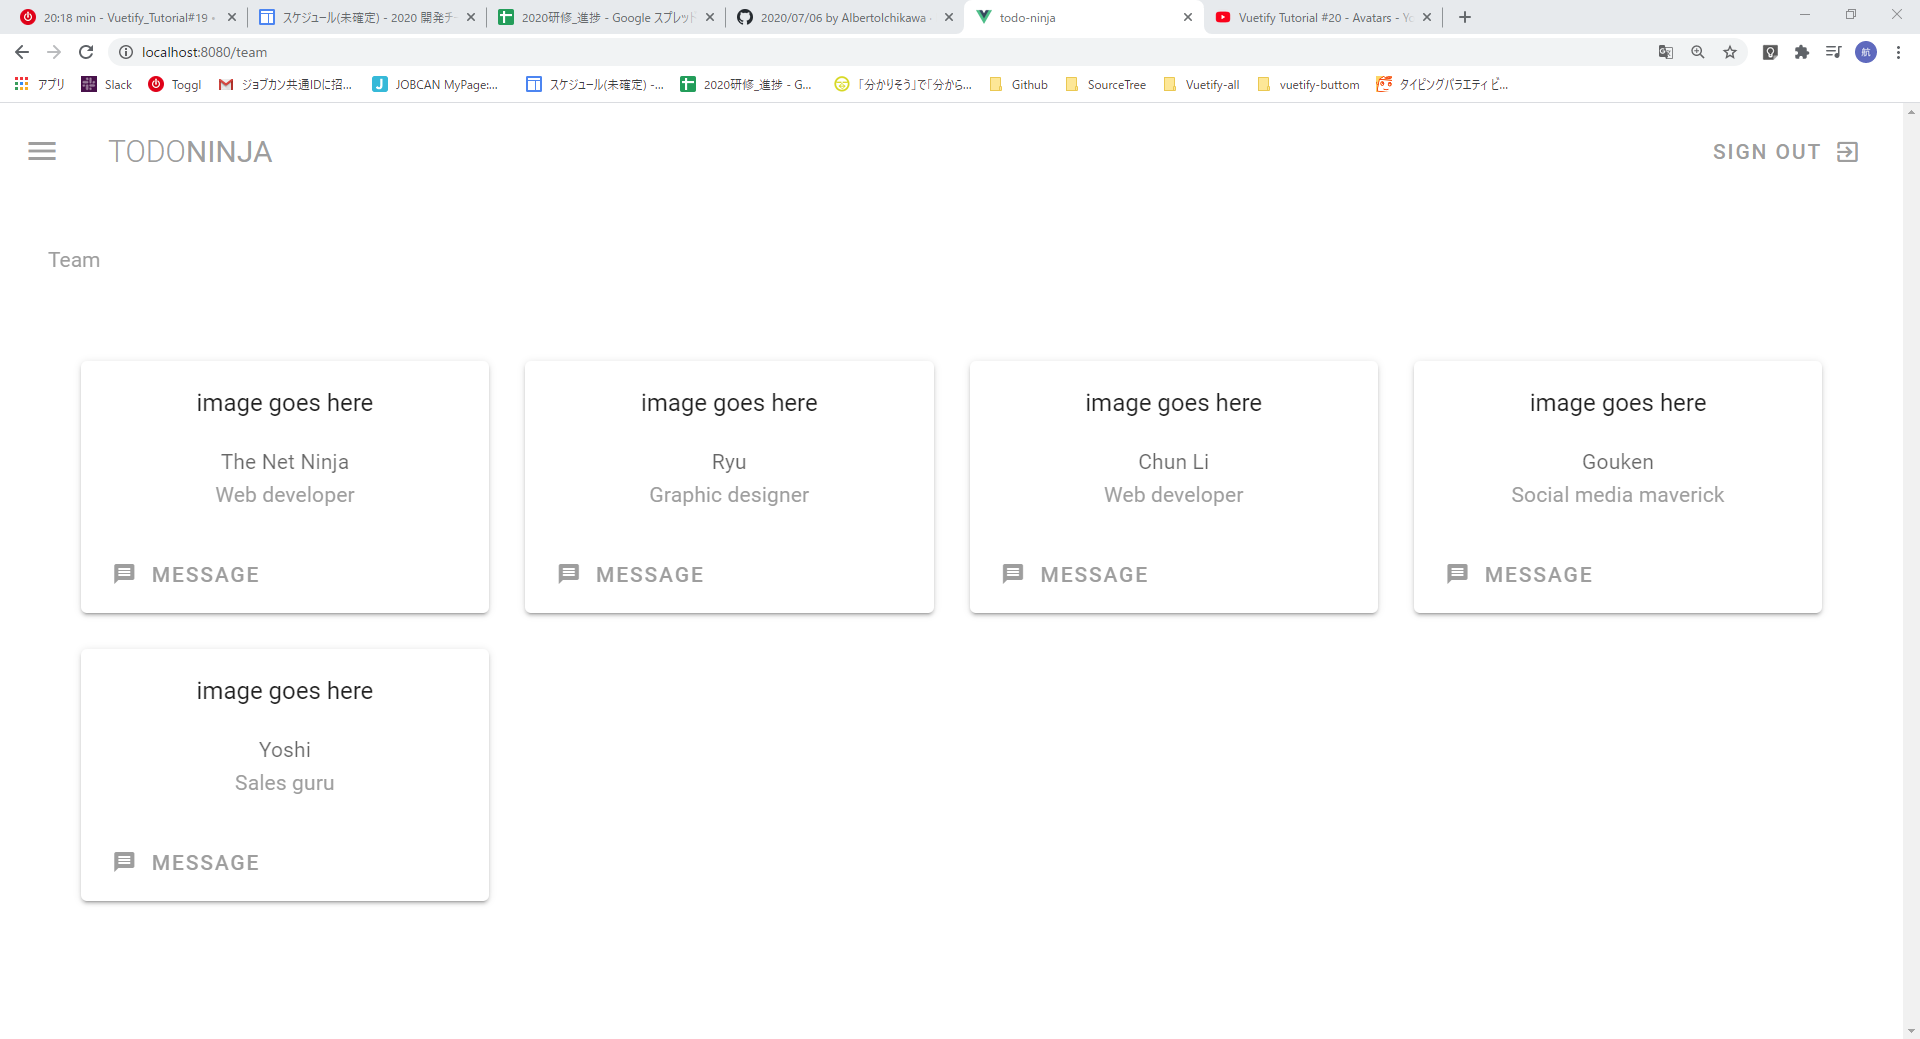 20:18 min - Vuetify_Tutorial#19
スケジュール(未確定) - 2020 開発チ
2020研修_進捗 - Google スプレッド
2020/07/06 by AlbertoIchikawa
todo-ninja
Vuetify Tutorial #20 - Avatars - Yo
localhost:8080/team
航
アプリ
Slack
Toggl
ジョブカン共通IDに招...
JOBCAN MyPage:...
スケジュール(未確定) -...
2020研修_進捗 - G...
「分かりそう」で「分から...
Github
SourceTree
Vuetify-all
vuetify-buttom
タイピングバラエティ ビ...
TODONINJA
SIGN OUT
Team
image goes here
The Net Ninja
Web developer
MESSAGE
image goes here
Ryu
Graphic designer
MESSAGE
image goes here
Chun Li
Web developer
MESSAGE
image goes here
Gouken
Social media maverick
MESSAGE
image goes here
Yoshi
Sales guru
MESSAGE